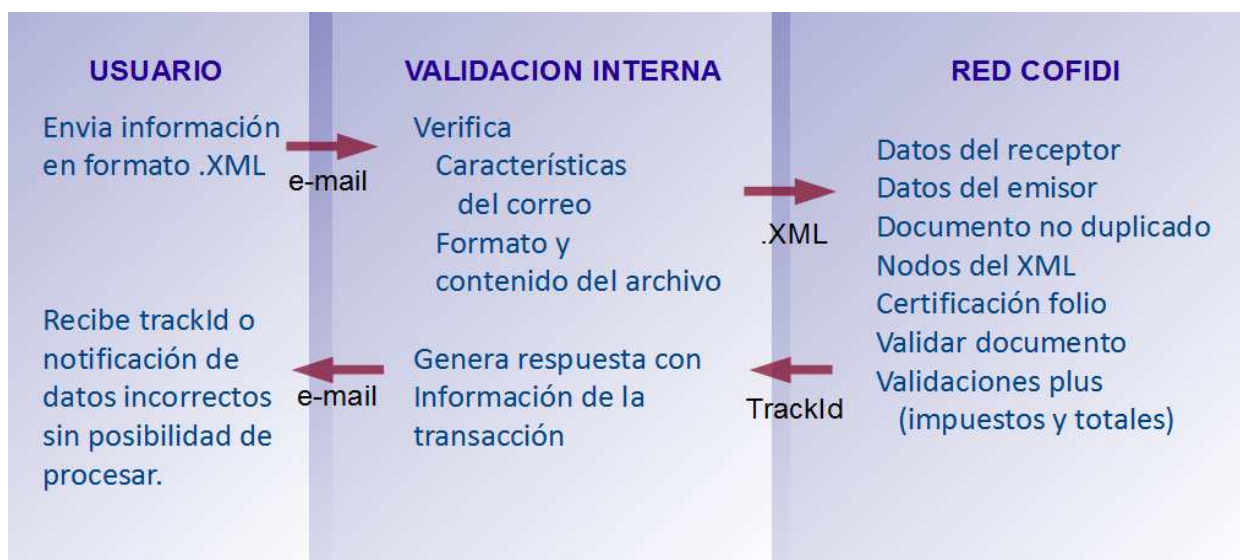 USUARIO
Envia información
en formato .XML
e-mail
Recibe trackId o
notificación de
datos incorrectos
sin posibilidad de
procesar.
e-mail
VALIDACION INTERNA
Verifica
Características
del correo
Formato y
contenido del archivo
.XML
Genera respuesta con
Información de la
transacción
TrackId
RED COFIDI
Datos del receptor
Datos del emisor
Documento no duplicado
Nodos del XML
Certificación folio
Validar documento
Validaciones plus
(impuestos y totales)